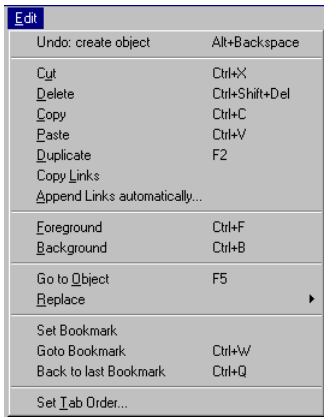 Edit
Undo: create object Alt+Backspace
Cut Ctrl+X
Delete Ctrl+Shift+Del
Copy Ctrl+C
Paste Ctrl+V
Duplicate F2
Copy Links
Append Links automatically...
Foreground Ctrl+F
Background Ctrl+B
Go to Object F5
Replace
Set Bookmark
Goto Bookmark Ctrl+W
Back to last Bookmark Ctrl+Q
Set Tab Order...